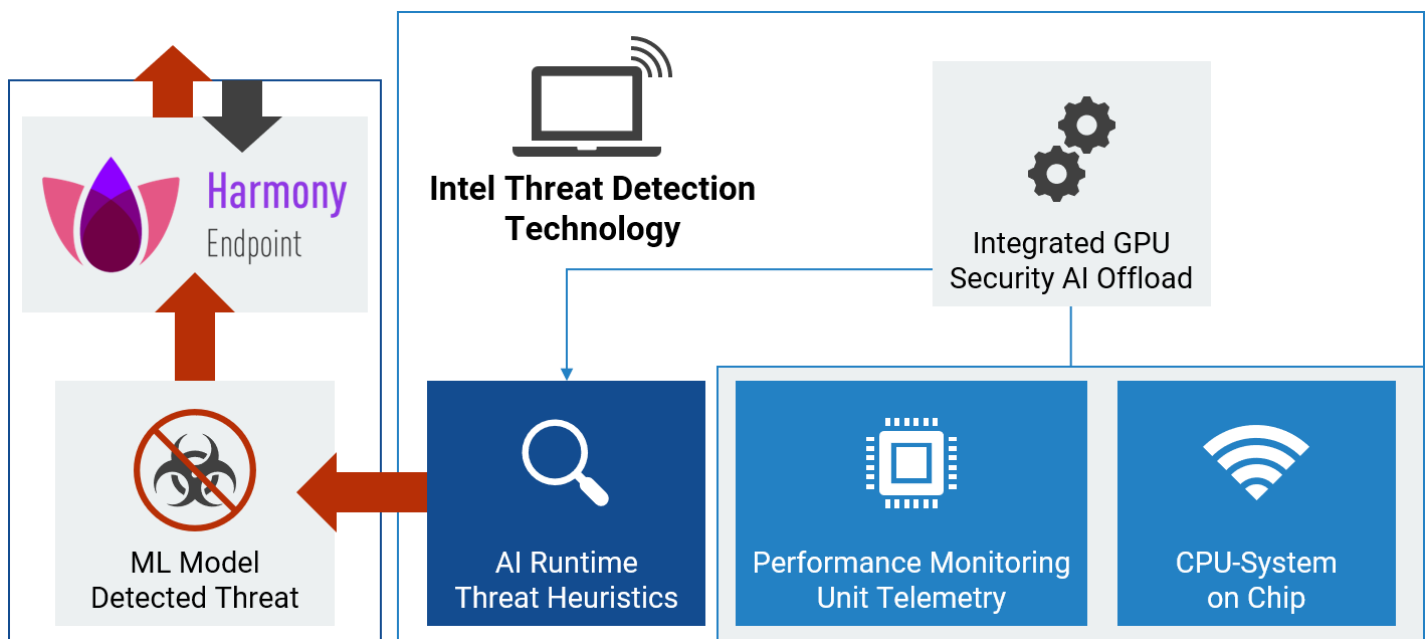 Harmony
Endpoint
Intel Threat Detection
Technology
Integrated GPU
Security AI Offload
ML Model
Detected Threat
AI Runtime
Threat Heuristics
Performance Monitoring
Unit Telemetry
CPU-System
on Chip